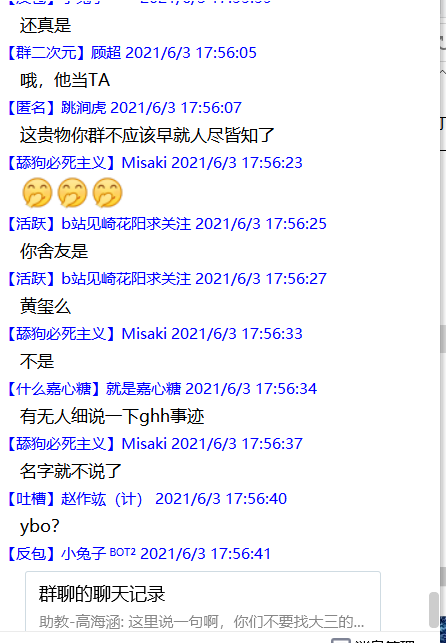 还真是
【群二次元】顾超 2021/6/3 17:56:05
哦，他当TA
【匿名】跳涧虎 2021/6/3 17:56:07
这贵物你群不应该早就人尽皆知了
【舔狗必死主义】Misaki 2021/6/3 17:56:23
【活跃】b站见崎花阳求关注 2021/6/3 17:56:25
你舍友是
【活跃】b站见崎花阳求关注 2021/6/3 17:56:27
黄玺么
【舔狗必死主义】Misaki 2021/6/3 17:56:33
不是
【什么嘉心糖】就是嘉心糖 2021/6/3 17:56:34
有无人细说一下ghh事迹
【舔狗必死主义】Misaki 2021/6/3 17:56:37
名字就不说了
【吐槽】赵作竑（计） 2021/6/3 17:56:40
ybo?
【反包】小兔子 ᴮᴼᵀ² 2021/6/3 17:56:41
群聊的聊天记录
助教-高海涵: 这里说一句啊，你们不要找大三的...